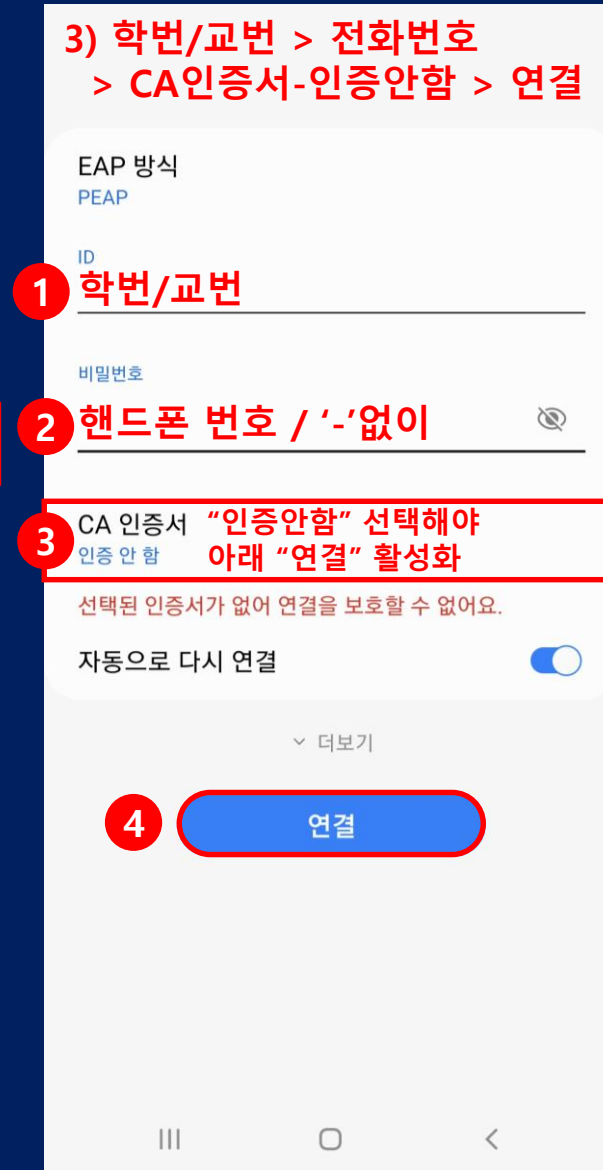 3) 학번/교번 > 전화번호
> CA인증서-인증안함 > 연결
EAP 방식
PEAP
ID
1 학번/교번
비밀번호
2 핸드폰 번호 / ‘-’없이
CA 인증서 “인증안함” 선택해야
3 인증 안 함 아래 “연결” 활성화
선택된 인증서가 없어 연결을 보호할 수 없어요.
자동으로 다시 연결
더보기
4 연결